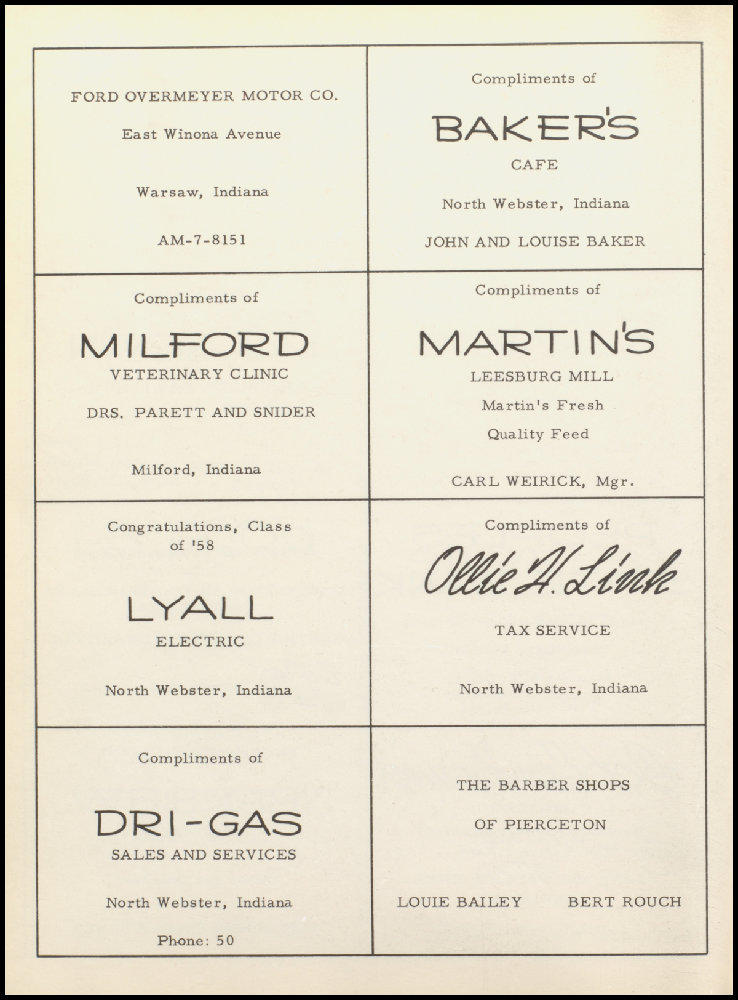 FORD OVERMEYER MOTOR CO.
East Winona Avenue
Warsaw, Indiana
AM-7-8151
Compliments of
BAKER'S
CAFE
North Webster, Indiana
JOHN AND LOUISE BAKER
Compliments of
MILFORD
VETERINARY CLINIC
DRS. PARETT AND SNIDER
Milford, Indiana
Compliments of
MARTIN'S
LEESBURG MILL
Martin's Fresh
Quality Feed
CARL WEIRICK, Mgr.
Congratulations, Class
of '58
LYALL
ELECTRIC
North Webster, Indiana
Compliments of
Ollie H. Link
TAX SERVICE
North Webster, Indiana
Compliments of
DRI-GAS
SALES AND SERVICES
North Webster, Indiana
Phone: 50
THE BARBER SHOPS
OF PIERCETON
LOUIE BAILEY BERT ROUCH